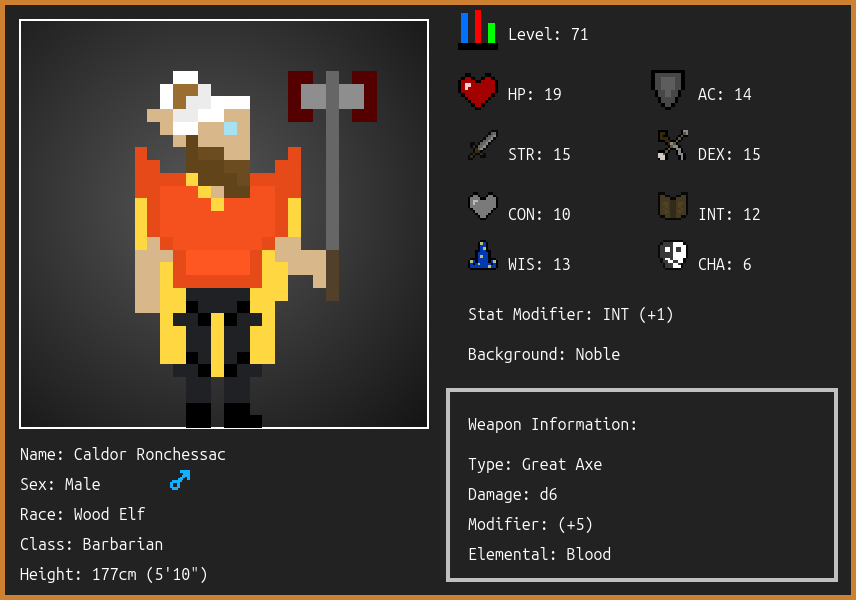 Level: 71
HP: 19
AC: 14
STR: 15
DEX: 15
CON: 10
INT: 12
WIS: 13
CHA: 6
Stat Modifier: INT (+1)
Background: Noble
Weapon Information:
Type: Great Axe
Damage: d6
Modifier: (+5)
Elemental: Blood
Name: Caldor Ronchessac
Sex: Male
Race: Wood Elf
Class: Barbarian
Height: 177cm (5'10")